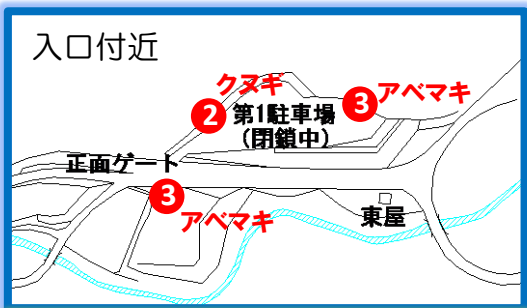 入口付近
クヌギ
2
第1駐車場
(閉鎖中)
3
アベマキ
正面ゲート
3
アベマキ
東屋